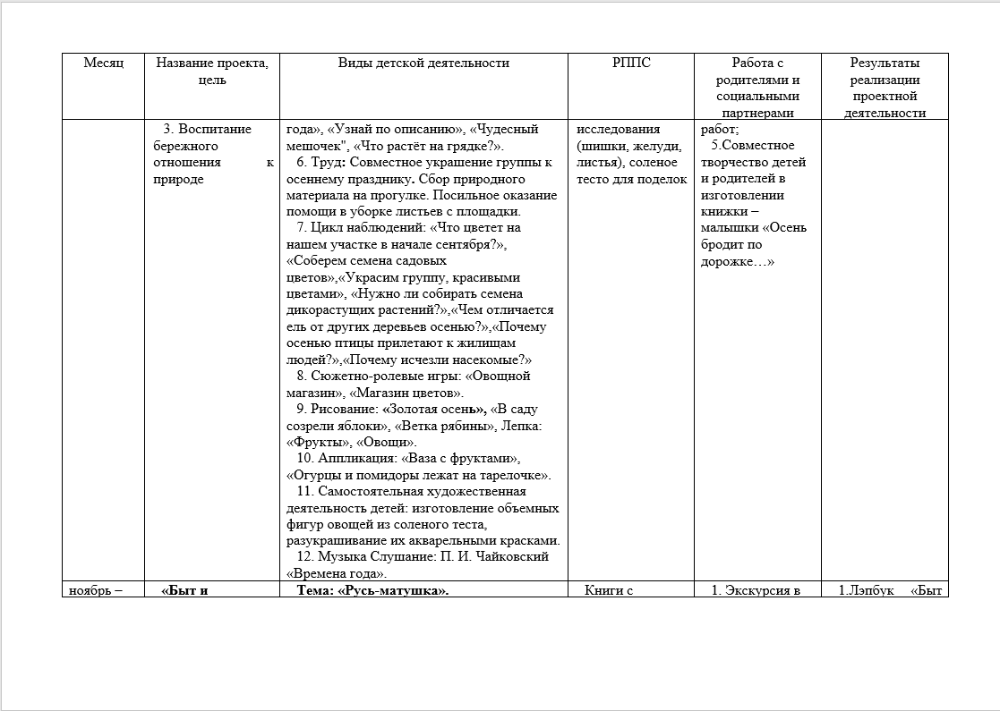 Месяц
Название проекта,
цель
Виды детской деятельности
РППС
Работа с
родителями и
социальными
партнерами
Результаты
реализации
проектной
деятельности
3. Воспитание
бережного
отношения к
природе
года», «Узнай по описанию», «Чудесный
мешочек", «Что растёт на грядке?».
6. Труд: Совместное украшение группы к
осеннему празднику. Сбор природного
материала на прогулке. Посильное оказание
помощи в уборке листьев с площадки.
7. Цикл наблюдений: «Что цветет на
нашем участке в начале сентября?»,
«Соберем семена садовых
цветов»,«Украсим группу, красивыми
цветами», «Нужно ли собирать семена
дикорастущих растений?»,«Чем отличается
ель от других деревьев осенью?»,«Почему
осенью птицы прилетают к жилищам
людей?»,«Почему исчезли насекомые?»
8. Сюжетно-ролевые игры: «Овощной
магазин», «Магазин цветов».
9. Рисование: «Золотая осень», «В саду
созрели яблоки», «Ветка рябины», Лепка:
«Фрукты», «Овощи».
10. Аппликация: «Ваза с фруктами»,
«Огурцы и помидоры лежат на тарелочке».
11. Самостоятельная художественная
деятельность детей: изготовление объемных
фигур овощей из соленого теста,
разукрашивание их акварельными красками.
12. Музыка Слушание: П. И. Чайковский
«Времена года».
исследования
(шишки, желуди,
листья), соленое
тесто для поделок
работ;
5.Совместное
творчество детей
и родителей в
изготовлении
книжки –
малышки «Осень
бродит по
дорожке…»
ноябрь –
«Быт и
Тема: «Русь-матушка».
Книги с
1. Экскурсия в
1.Лэпбук «Быт